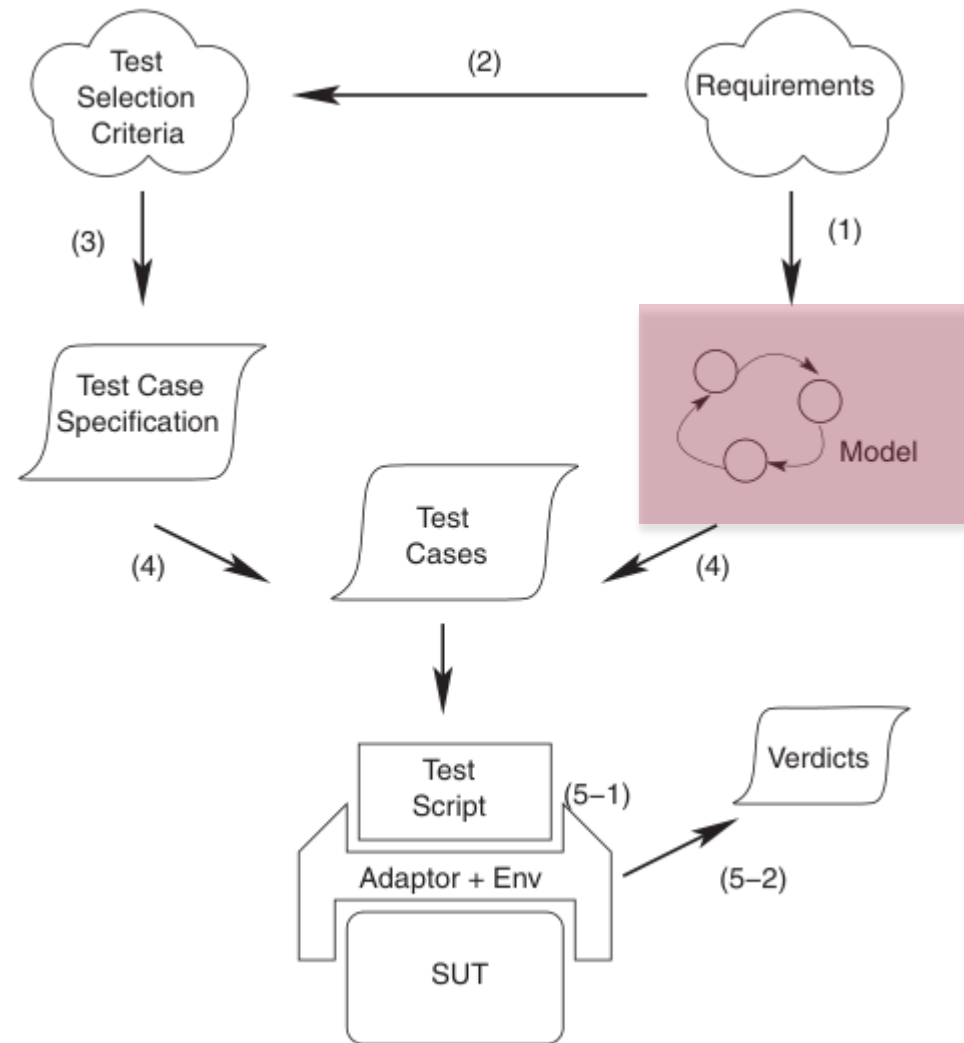 Test
Selection
Criteria
(2)
Requirements
(3)
(1)
Test Case
Specification
Model
Test
Cases
(4)
(4)
Test
Script
(5–1)
Verdicts
Adaptor + Env
(5–2)
SUT